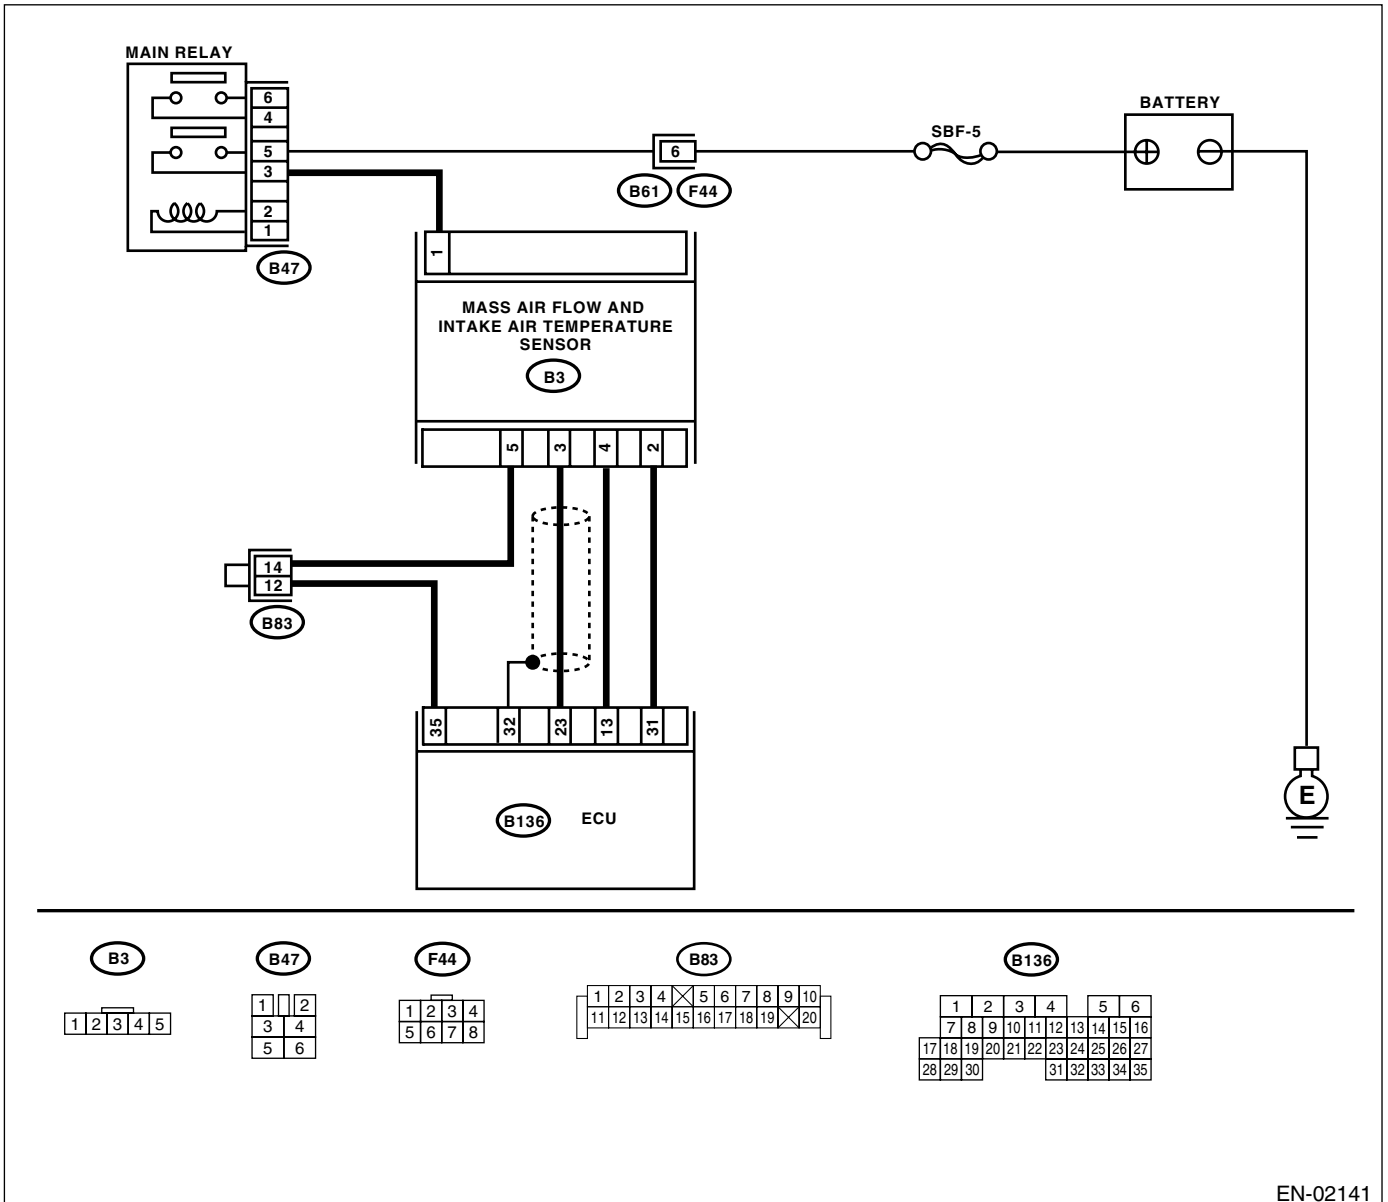 MAIN RELAY
6
4
5
3
2
1
B47
6
B61 F44
SBF-5
BATTERY
1
MASS AIR FLOW AND
INTAKE AIR TEMPERATURE
SENSOR
B3
5 3 4 2
14
12
B83
35 32 23 13 31
B136 ECU
E
B3 B47 F44 B83 B136
1 2 3 4 5
1 2
3 4
5 6
1 2 3 4
5 6 7 8
1 2 3 4 5 6 7 8 9 10
11 12 13 14 15 16 17 18 19 20
1 2 3 4 5 6
7 8 9 10 11 12 13 14 15 16
17 18 19 20 21 22 23 24 25 26 27
28 29 30 31 32 33 34 35
EN-02141